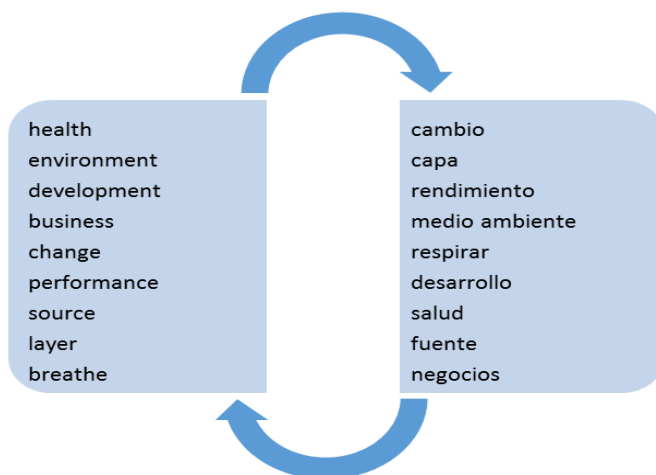 health
environment
development
business
change
performance
source
layer
breathe
cambio
capa
rendimiento
medio ambiente
respirar
desarrollo
salud
fuente
negocios